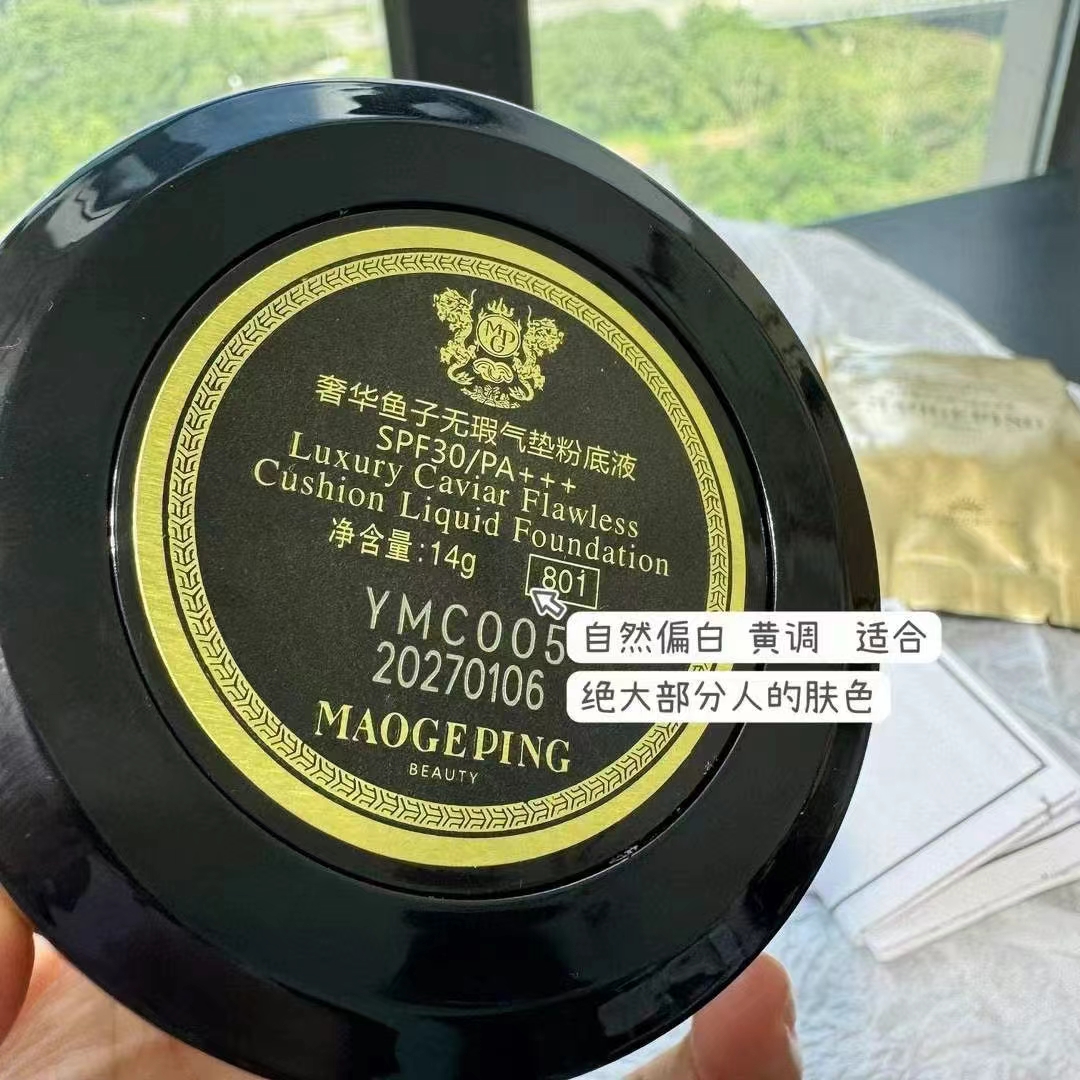 MGP
奢华鱼子无瑕气垫粉底液
SPF30/PA+++
Luxury Caviar Flawless
Cushion Liquid Foundation
净含量:14g 801
YMC005
20270106
自然偏白 黄调 适合
绝大部分人的肤色
MAOGEPING
BEAUTY